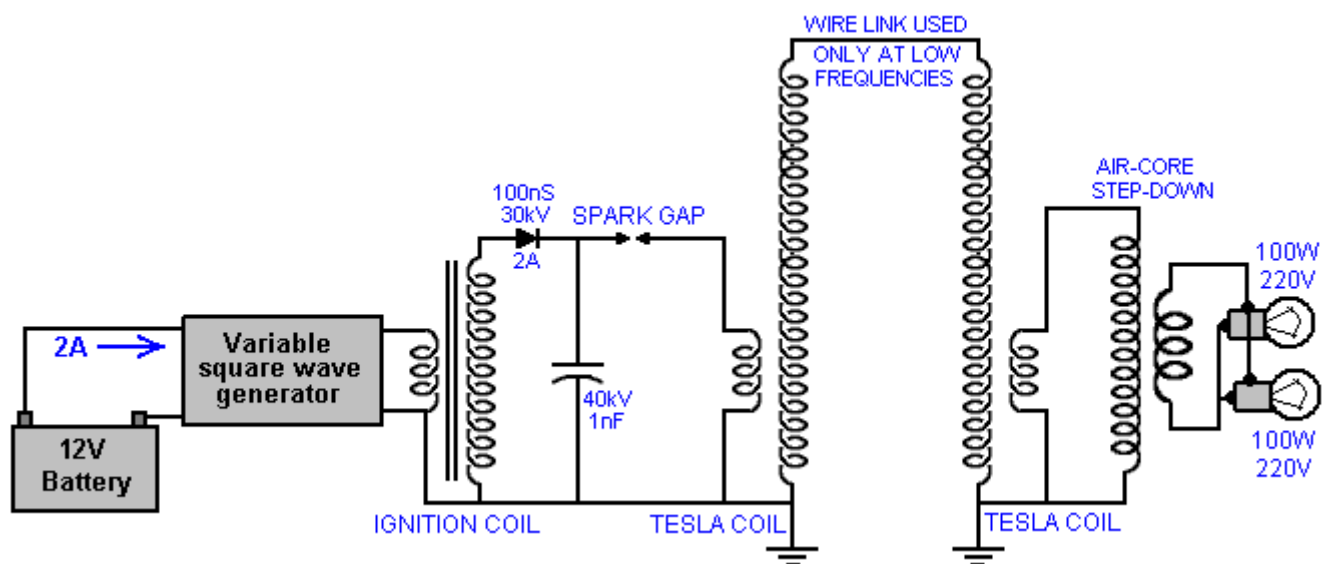 WIRE LINK USED
ONLY AT LOW
FREQUENCIES
AIR-CORE
STEP-DOWN
100nS
30kV
SPARK GAP
2A
100W
220V
2A
Variable
square wave
generator
40kV
1nF
12V
Battery
100W
220V
IGNITION COIL
TESLA COIL
TESLA COIL